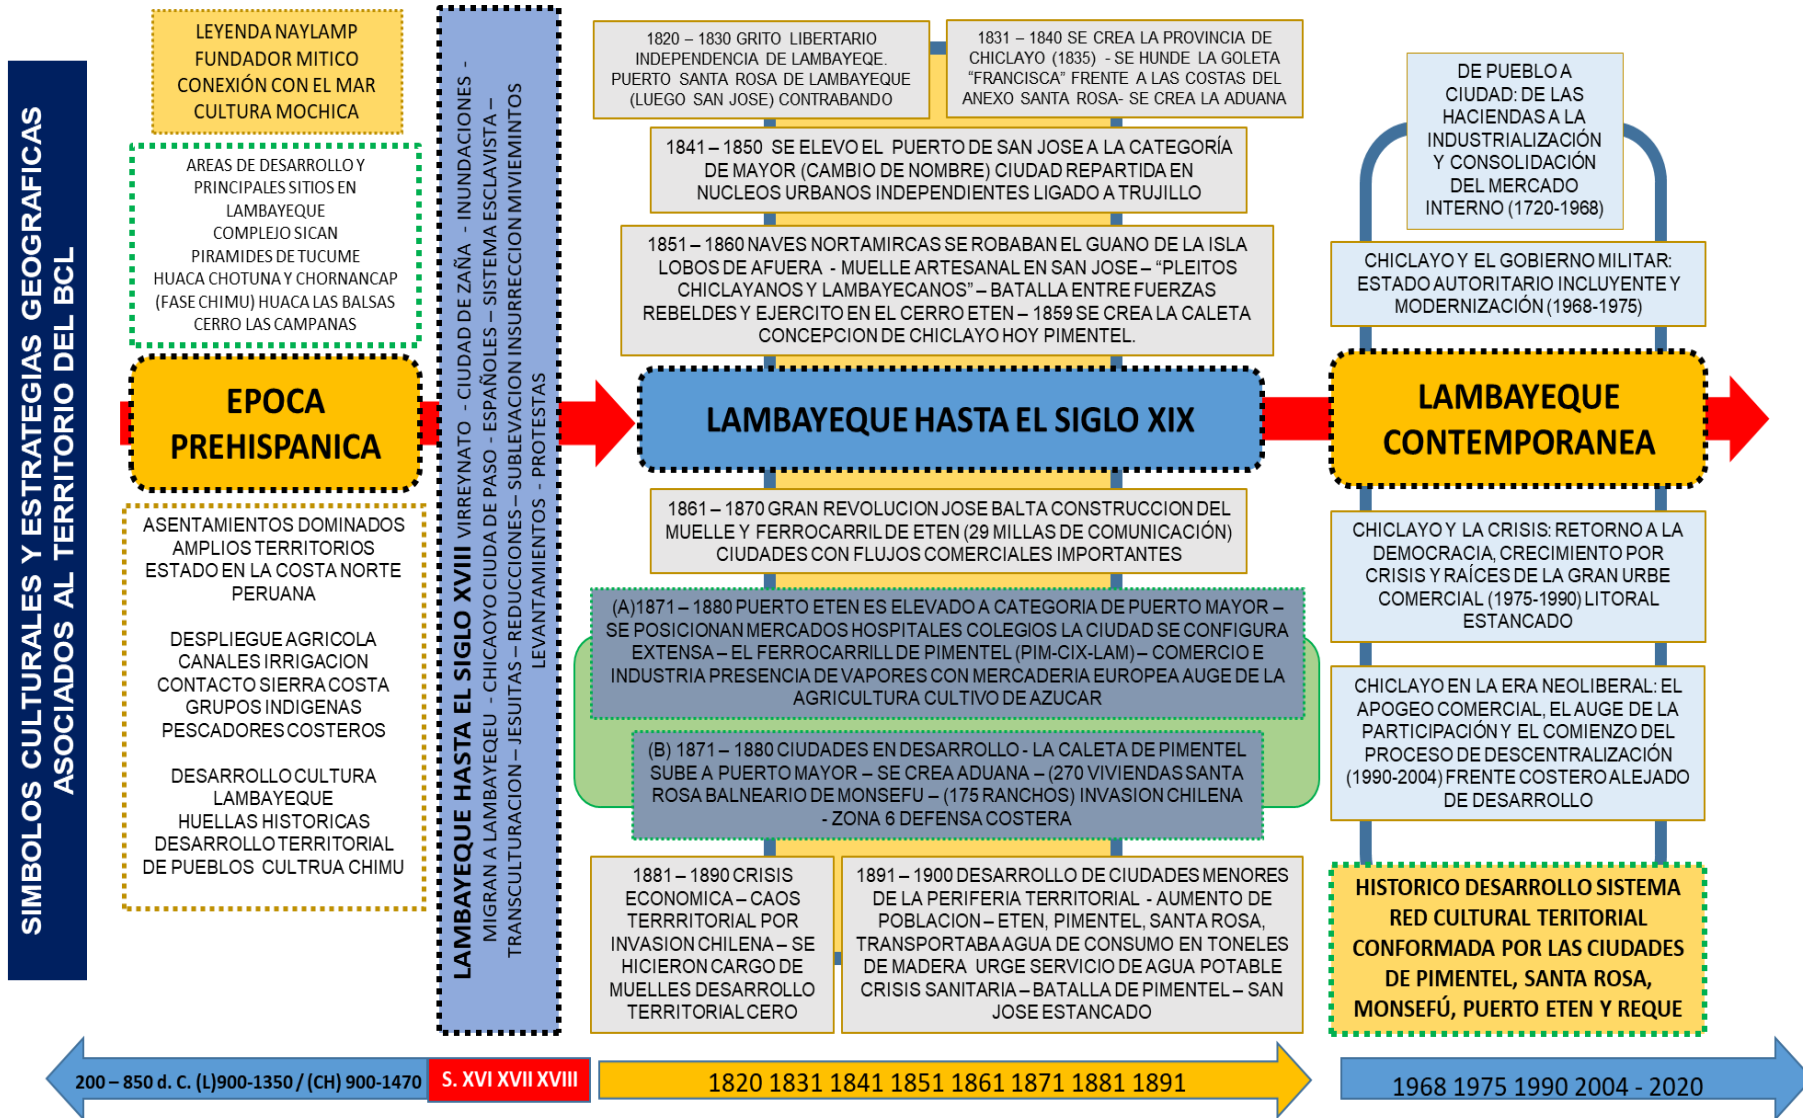 SIMBOLOS CULTURALES Y ESTRATEGIAS GEOGRAFICAS
ASOCIADOS AL TERRITORIO DEL BCL
LEYENDA NAYLAMP
FUNDADOR MITICO
CONEXIÓN CON EL MAR
CULTURA MOCHICA
AREAS DE DESARROLLO Y
PRINCIPALES SITIOS EN
LAMBAYEQUE
COMPLEJO SICAN
PIRAMIDES DE TUCUME
HUACA CHOTUNA Y CHORNANCAP
(FASE CHIMU) HUACA LAS BALSAS
CERRO LAS CAMPANAS
EPOCA
PREHISPANICA
ASENTAMIENTOS DOMINADOS
AMPLIOS TERRITORIOS
ESTADO EN LA COSTA NORTE
PERUANA
DESPLIEGUE AGRICOLA
CANALES IRRIGACION
CONTACTO SIERRA COSTA
GRUPOS INDIGENAS
PESCADORES COSTEROS
DESARROLLO CULTURA
LAMBAYEQUE
HUELLAS HISTORICAS
DESARROLLO TERRITORIAL
DE PUEBLOS CULTRUA CHIMU
LAMBAYEQUE HASTA EL SIGLO XVIII VIRREYNATO - CIUDAD DE ZAÑA - INUNDACIONES -
MIGRAN A LAMBAYEQEU - CHICAOYO CIUDA DE PASO - ESPAÑOLES – SISTEMA ESCLAVISTA –
TRANSCULTURACION – JESUITAS – REDUCCIONES – SUBLEVACION INSURRECCION MIVIEMIINTOS
LEVANTAMIENTOS - PROTESTAS
1820 – 1830 GRITO LIBERTARIO
INDEPENDENCIA DE LAMBAYEQE.
PUERTO SANTA ROSA DE LAMBAYEQUE
(LUEGO SAN JOSE) CONTRABANDO
1831 – 1840 SE CREA LA PROVINCIA DE
CHICLAYO (1835) - SE HUNDE LA GOLETA
“FRANCISCA” FRENTE A LAS COSTAS DEL
ANEXO SANTA ROSA- SE CREA LA ADUANA
1841 – 1850 SE ELEVO EL PUERTO DE SAN JOSE A LA CATEGORÍA
DE MAYOR (CAMBIO DE NOMBRE) CIUDAD REPARTIDA EN
NUCLEOS URBANOS INDEPENDIENTES LIGADO A TRUJILLO
1851 – 1860 NAVES NORTAMIRCAS SE ROBABAN EL GUANO DE LA ISLA
LOBOS DE AFUERA - MUELLE ARTESANAL EN SAN JOSE – “PLEITOS
CHICLAYANOS Y LAMBAYECANOS” – BATALLA ENTRE FUERZAS
REBELDES Y EJERCITO EN EL CERRO ETEN – 1859 SE CREA LA CALETA
CONCEPCION DE CHICLAYO HOY PIMENTEL.
LAMBAYEQUE HASTA EL SIGLO XIX
1861 – 1870 GRAN REVOLUCION JOSE BALTA CONSTRUCCION DEL
MUELLE Y FERROCARRIL DE ETEN (29 MILLAS DE COMUNICACIÓN)
CIUDADES CON FLUJOS COMERCIALES IMPORTANTES
(A)1871 – 1880 PUERTO ETEN ES ELEVADO A CATEGORIA DE PUERTO MAYOR –
SE POSICIONAN MERCADOS HOSPITALES COLEGIOS LA CIUDAD SE CONFIGURA
EXTENSA – EL FERROCARRILL DE PIMENTEL (PIM-CIX-LAM) – COMERCIO E
INDUSTRIA PRESENCIA DE VAPORES CON MERCADERIA EUROPEA AUGE DE LA
AGRICULTURA CULTIVO DE AZUCAR
(B) 1871 – 1880 CIUDADES EN DESARROLLO - LA CALETA DE PIMENTEL
SUBE A PUERTO MAYOR – SE CREA ADUANA – (270 VIVIENDAS SANTA
ROSA BALNEARIO DE MONSEFU – (175 RANCHOS) INVASION CHILENA
- ZONA 6 DEFENSA COSTERA
1881 – 1890 CRISIS
ECONOMICA – CAOS
TERRRITORIAL POR
INVASION CHILENA – SE
HICIERON CARGO DE
MUELLES DESARROLLO
TERRITORIAL CERO
1891 – 1900 DESARROLLO DE CIUDADES MENORES
DE LA PERIFERIA TERRITORIAL - AUMENTO DE
POBLACION – ETEN, PIMENTEL, SANTA ROSA,
TRANSPORTABA AGUA DE CONSUMO EN TONELES
DE MADERA URGE SERVICIO DE AGUA POTABLE
CRISIS SANITARIA – BATALLA DE PIMENTEL – SAN
JOSE ESTANCADO
DE PUEBLO A
CIUDAD: DE LAS
HACIENDAS A LA
INDUSTRIALIZACIÓN
Y CONSOLIDACIÓN
DEL MERCADO
INTERNO (1720-1968)
CHICLAYO Y EL GOBIERNO MILITAR:
ESTADO AUTORITARIO INCLUYENTE Y
MODERNIZACIÓN (1968-1975)
LAMBAYEQUE
CONTEMPORANEA
CHICLAYO Y LA CRISIS: RETORNO A LA
DEMOCRACIA, CRECIMIENTO POR
CRISIS Y RAÍCES DE LA GRAN URBE
COMERCIAL (1975-1990) LITORAL
ESTANCADO
CHICLAYO EN LA ERA NEOLIBERAL: EL
APOGEO COMERCIAL, EL AUGE DE LA
PARTICIPACIÓN Y EL COMIENZO DEL
PROCESO DE DESCENTRALIZACIÓN
(1990-2004) FRENTE COSTERO ALEJADO
DE DESARROLLO
HISTORICO DESARROLLO SISTEMA
RED CULTURAL TERITORIAL
CONFORMADA POR LAS CIUDADES
DE PIMENTEL, SANTA ROSA,
MONSEFÚ, PUERTO ETEN Y REQUE
200 – 850 d. C. (L)900-1350 / (CH) 900-1470
S. XVI XVII XVIII
1820 1831 1841 1851 1861 1871 1881 1891
1968 1975 1990 2004 - 2020